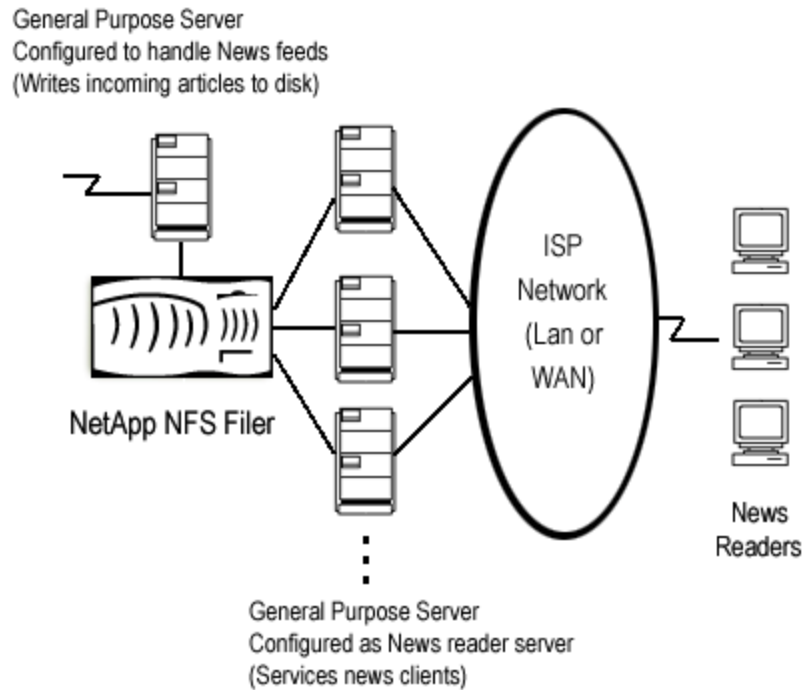 General Purpose Server
Configured to handle News feeds
(Writes incoming articles to disk)
ISP
Network
(Lan or
WAN)
NetApp NFS Filer
News
Readers
General Purpose Server
Configured as News reader server
(Services news clients)